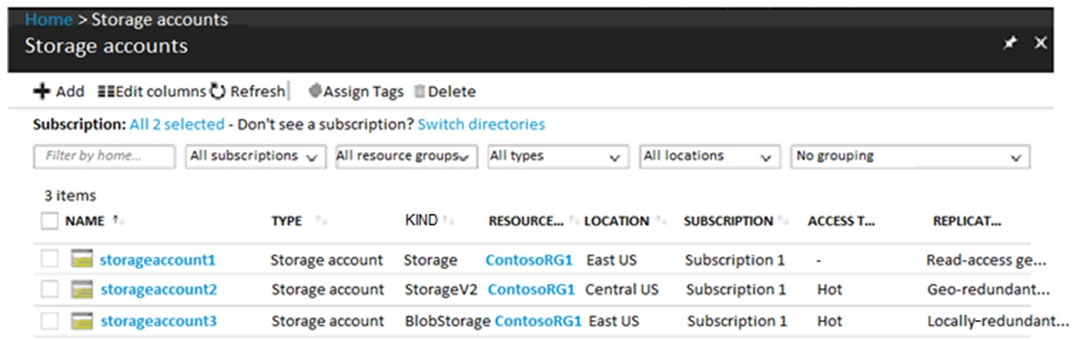 Home > Storage accounts
Storage accounts
Add Edit columns Refresh Assign Tags Delete
Subscription: All 2 selected - Don't see a subscription? Switch directories
Filter by home... All subscriptions All resource groups All types All locations No grouping
3 items
NAME TYPE KIND RESOURCE... LOCATION SUBSCRIPTION ACCESS T... REPLICAT...
storageaccount1 Storage account Storage ContosoRG1 East US Subscription 1 - Read-access ge...
storageaccount2 Storage account StorageV2 ContosoRG1 Central US Subscription 1 Hot Geo-redundant...
storageaccount3 Storage account BlobStorage ContosoRG1 East US Subscription 1 Hot Locally-redundant...